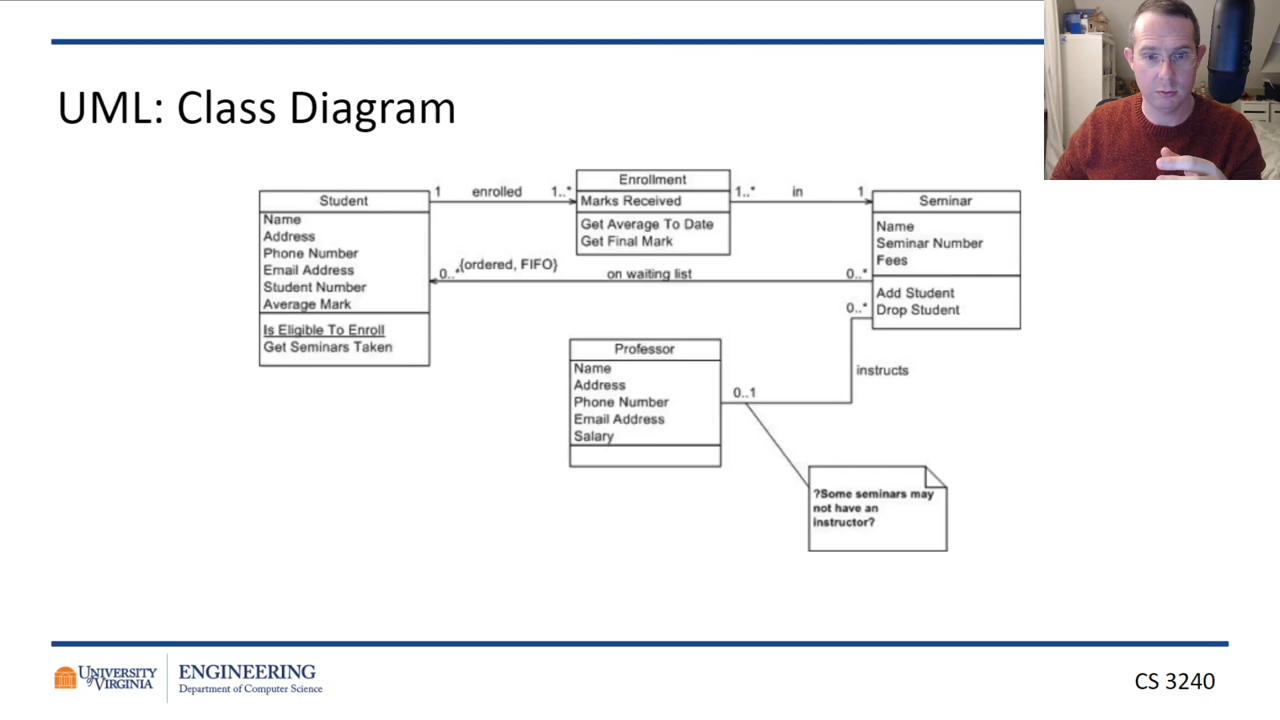 UML: Class Diagram
Student
Name
Address
Phone Number
Email Address
Student Number
Average Mark
Is Eligible To Enroll
Get Seminars Taken
1 enrolled 1..*
Enrollment
Marks Received
Get Average To Date
Get Final Mark
1..* in 1
Seminar
Name
Seminar Number
Fees
Add Student
Drop Student
0..* {ordered, FIFO} on waiting list 0..*
0..*
instructs
0..1
Professor
Name
Address
Phone Number
Email Address
Salary
?Some seminars may
not have an
instructor?
UNIVERSITY
of VIRGINIA
ENGINEERING
Department of Computer Science
CS 3240